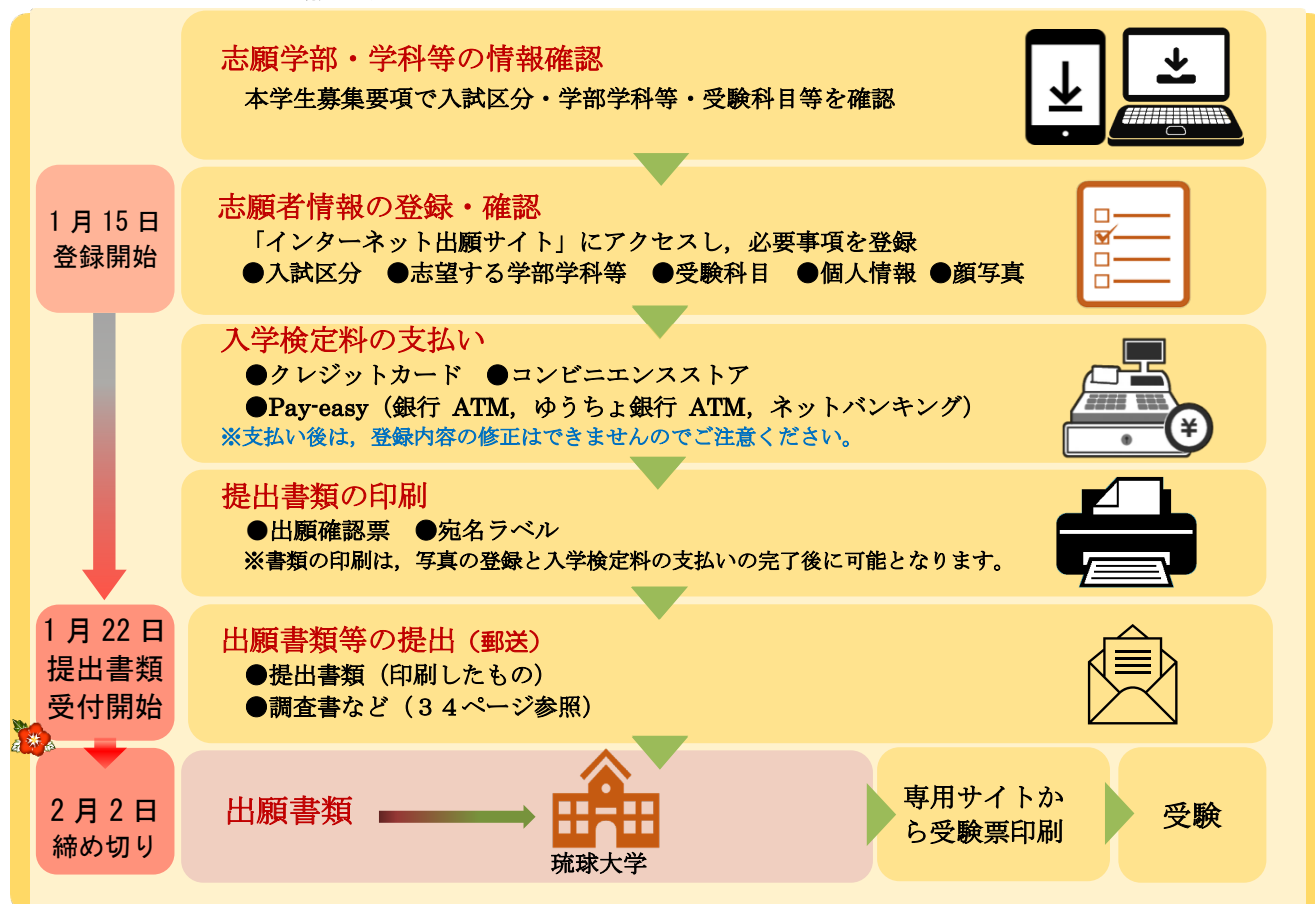 志願学部・学科等の情報確認
本学生募集要項で入試区分・学部学科等・受験科目等を確認
1月15日
登録開始
志願者情報の登録・確認
「インターネット出願サイト」にアクセスし，必要事項を登録
●入試区分　●志望する学部学科等　●受験科目　●個人情報 ●顔写真
入学検定料の支払い
●クレジットカード　●コンビニエンスストア
●Pay-easy（銀行 ATM，ゆうちょ銀行 ATM，ネットバンキング）
※支払い後は，登録内容の修正はできませんのでご注意ください。
提出書類の印刷
●出願確認票　●宛名ラベル
※書類の印刷は，写真の登録と入学検定料の支払いの完了後に可能となります。
1月22日
提出書類
受付開始
出願書類等の提出（郵送）
●提出書類（印刷したもの）
●調査書など（３４ページ参照）
2月2日
締め切り
出願書類
琉球大学
専用サイトか
ら受験票印刷
受験